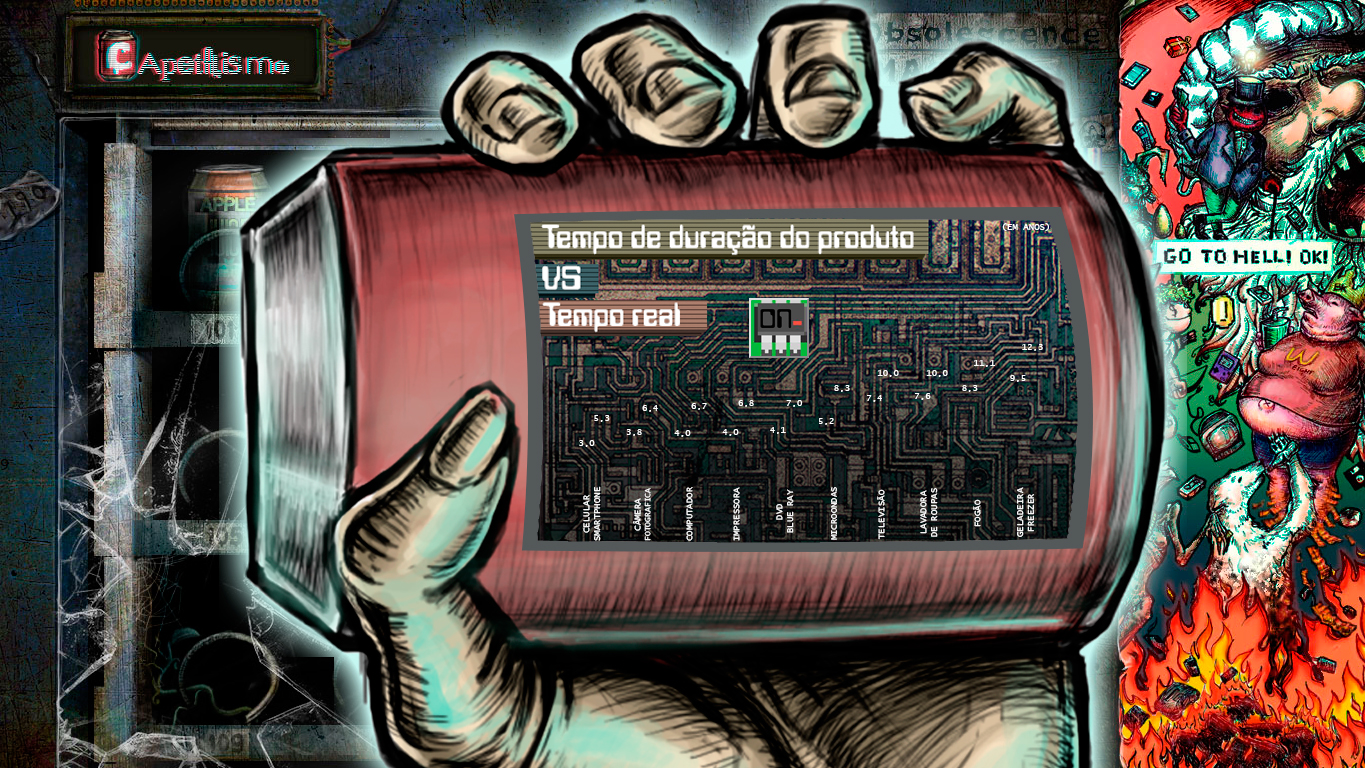 bsolescence
APPLE
GO TO HELL! OK!
Tempo de duração do produto
(EM ANOS)
VS
Tempo real
on-
12,3
11,1
10,0
10,0
9,5
8,3
8,3
7,4
7,6
6,4
6,7
6,8
7,0
5,3
5,2
3,8
4,0
4,0
4,1
3,0
CELULAR
SMARTPHONE
CÂMERA
FOTOGRAFICA
COMPUTADOR
IMPRESSORA
DVD
BLUE RAY
MICROONDAS
TELEVISÃO
LAVADORA
DE ROUPAS
FOGÃO
GELADEIRA
FREEZER
109